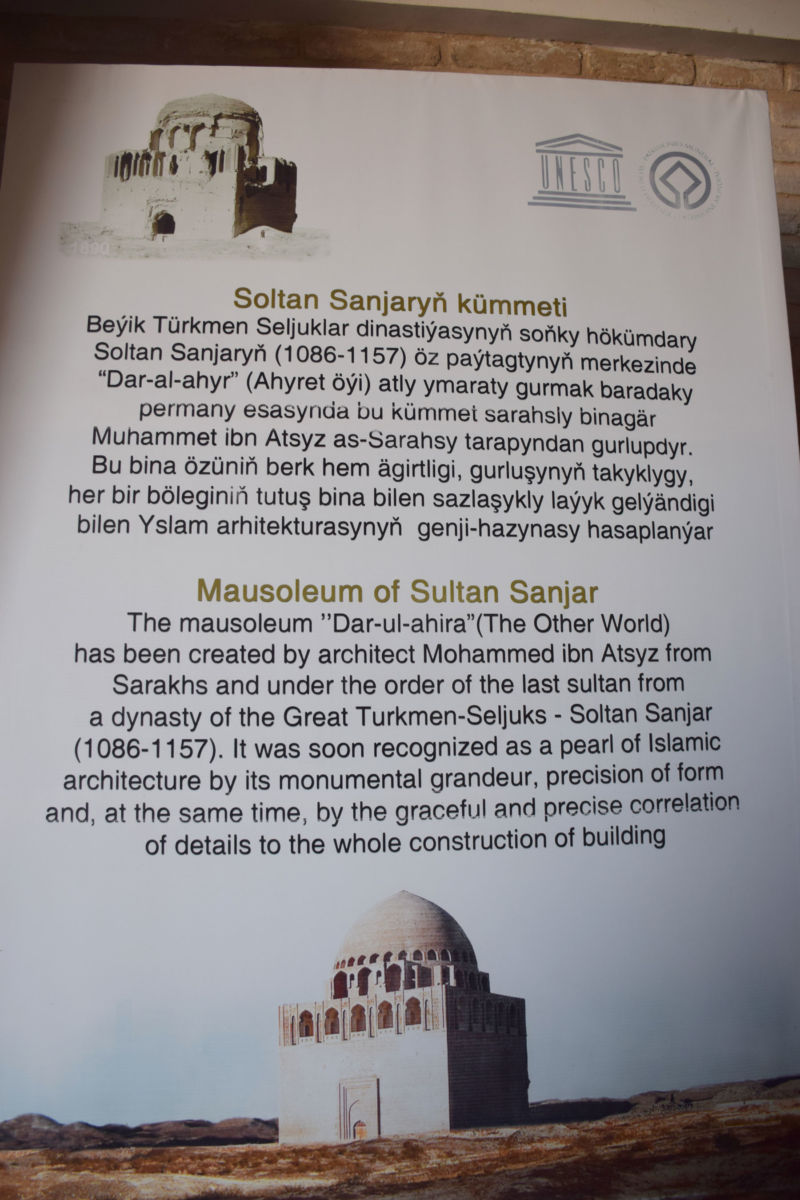 UNESCO
1890
Soltan Sanjaryň kümmeti
Beýik Türkmen Seljuklar dinastiýasynyň soňky hökümdary
Soltan Sanjaryň (1086-1157) öz paýtagtynyň merkezinde
“Dar-al-ahyr” (Ahyret öýi) atly ymaraty gurmak baradaky
permany esasynda bu kümmet sarahsly binagär
Muhammet ibn Atsyz as-Sarahsy tarapyndan gurlupdyr.
Bu bina özüniň berk hem ägirtligi, gurluşynyň takyklygy,
her bir böleginiň tutuş bina bilen sazlaşykly laýyk gelýändigi
bilen Yslam arhitekturasynyň genji-hazynasy hasaplanýar
Mausoleum of Sultan Sanjar
The mausoleum ’’Dar-ul-ahira”(The Other World)
has been created by architect Mohammed ibn Atsyz from
Sarakhs and under the order of the last sultan from
a dynasty of the Great Turkmen-Seljuks - Soltan Sanjar
(1086-1157). It was soon recognized as a pearl of Islamic
architecture by its monumental grandeur, precision of form
and, at the same time, by the graceful and precise correlation
of details to the whole construction of building